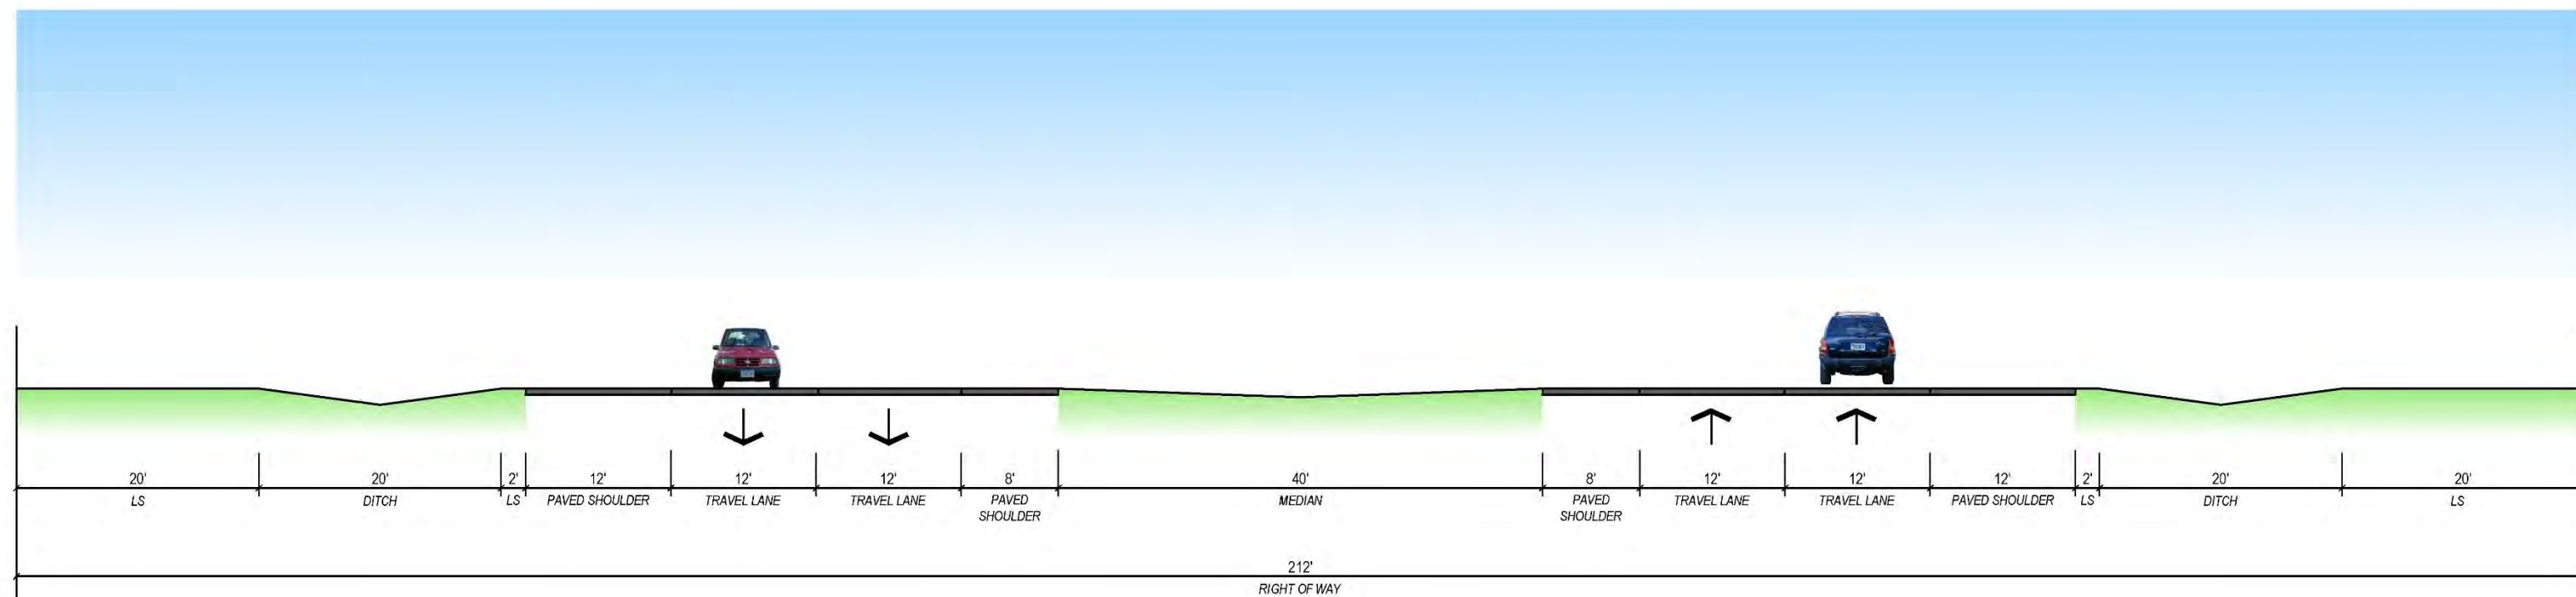 20' 20' 2' 12' 12' 12' 8' 40' 8' 12' 12' 12' 2' 20' 20'
LS DITCH LS PAVED SHOULDER TRAVEL LANE TRAVEL LANE PAVED MEDIAN PAVED TRAVEL LANE TRAVEL LANE PAVED SHOULDER LS DITCH LS
SHOULDER SHOULDER
212'
RIGHT OF WAY